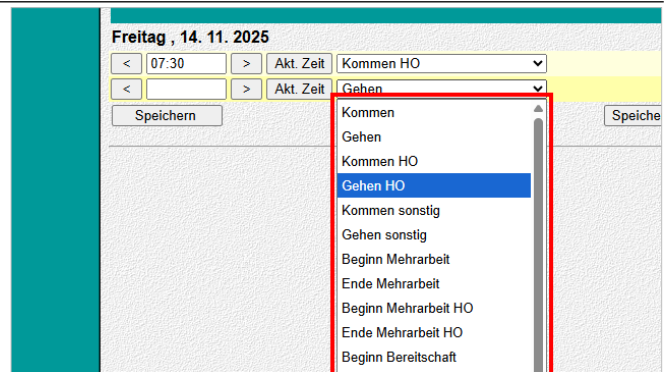 Freitag , 14. 11. 2025
< 07:30 > Akt. Zeit Kommen HO
< > Akt. Zeit Gehen
Speichern Speiche
Kommen
Gehen
Kommen HO
Gehen HO
Kommen sonstig
Gehen sonstig
Beginn Mehrarbeit
Ende Mehrarbeit
Beginn Mehrarbeit HO
Ende Mehrarbeit HO
Beginn Bereitschaft